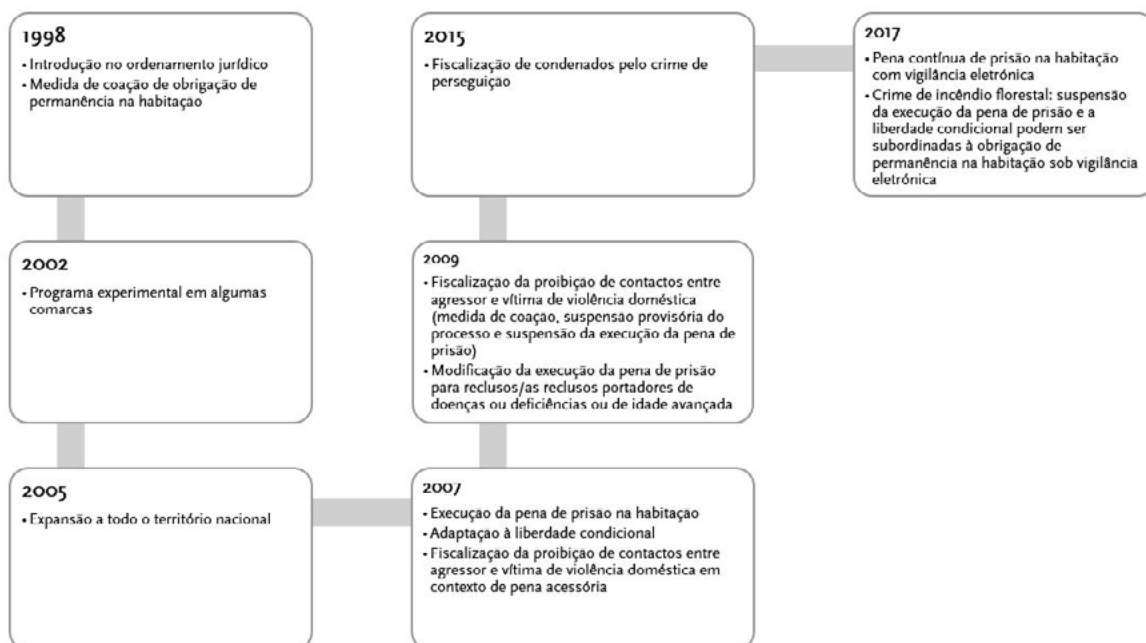 1998
• Introdução no ordenamento jurídico
• Medida de coação de obrigação de
permanência na habitação
2002
• Programa experimental em algumas
comarcas
2005
• Expansão a todo o território nacional
2007
• Execução da pena de prisão na habitação
• Adaptação à liberdade condicional
• Fiscalização da proibição de contactos entre
agressor e vítima de violência doméstica em
contexto de pena acessória
2009
• Fiscalização da proibição de contactos entre
agressor e vítima de violência doméstica
(medida de coação, suspensão provisória do
processo e suspensão da execução da pena de
prisão)
• Modificação da execução da pena de prisão
para reclusos/as reclusos portadores de
doenças ou deficiências ou de idade avançada
2015
• Fiscalização de condenados pelo crime de
perseguição
2017
• Pena contínua de prisão na habitação
com vigilância eletrónica
• Crime de incêndio florestal: suspensão
da execução da pena de prisão e a
liberdade condicional podem ser
subordinadas à obrigação de
permanência na habitação sob vigilância
eletrónica